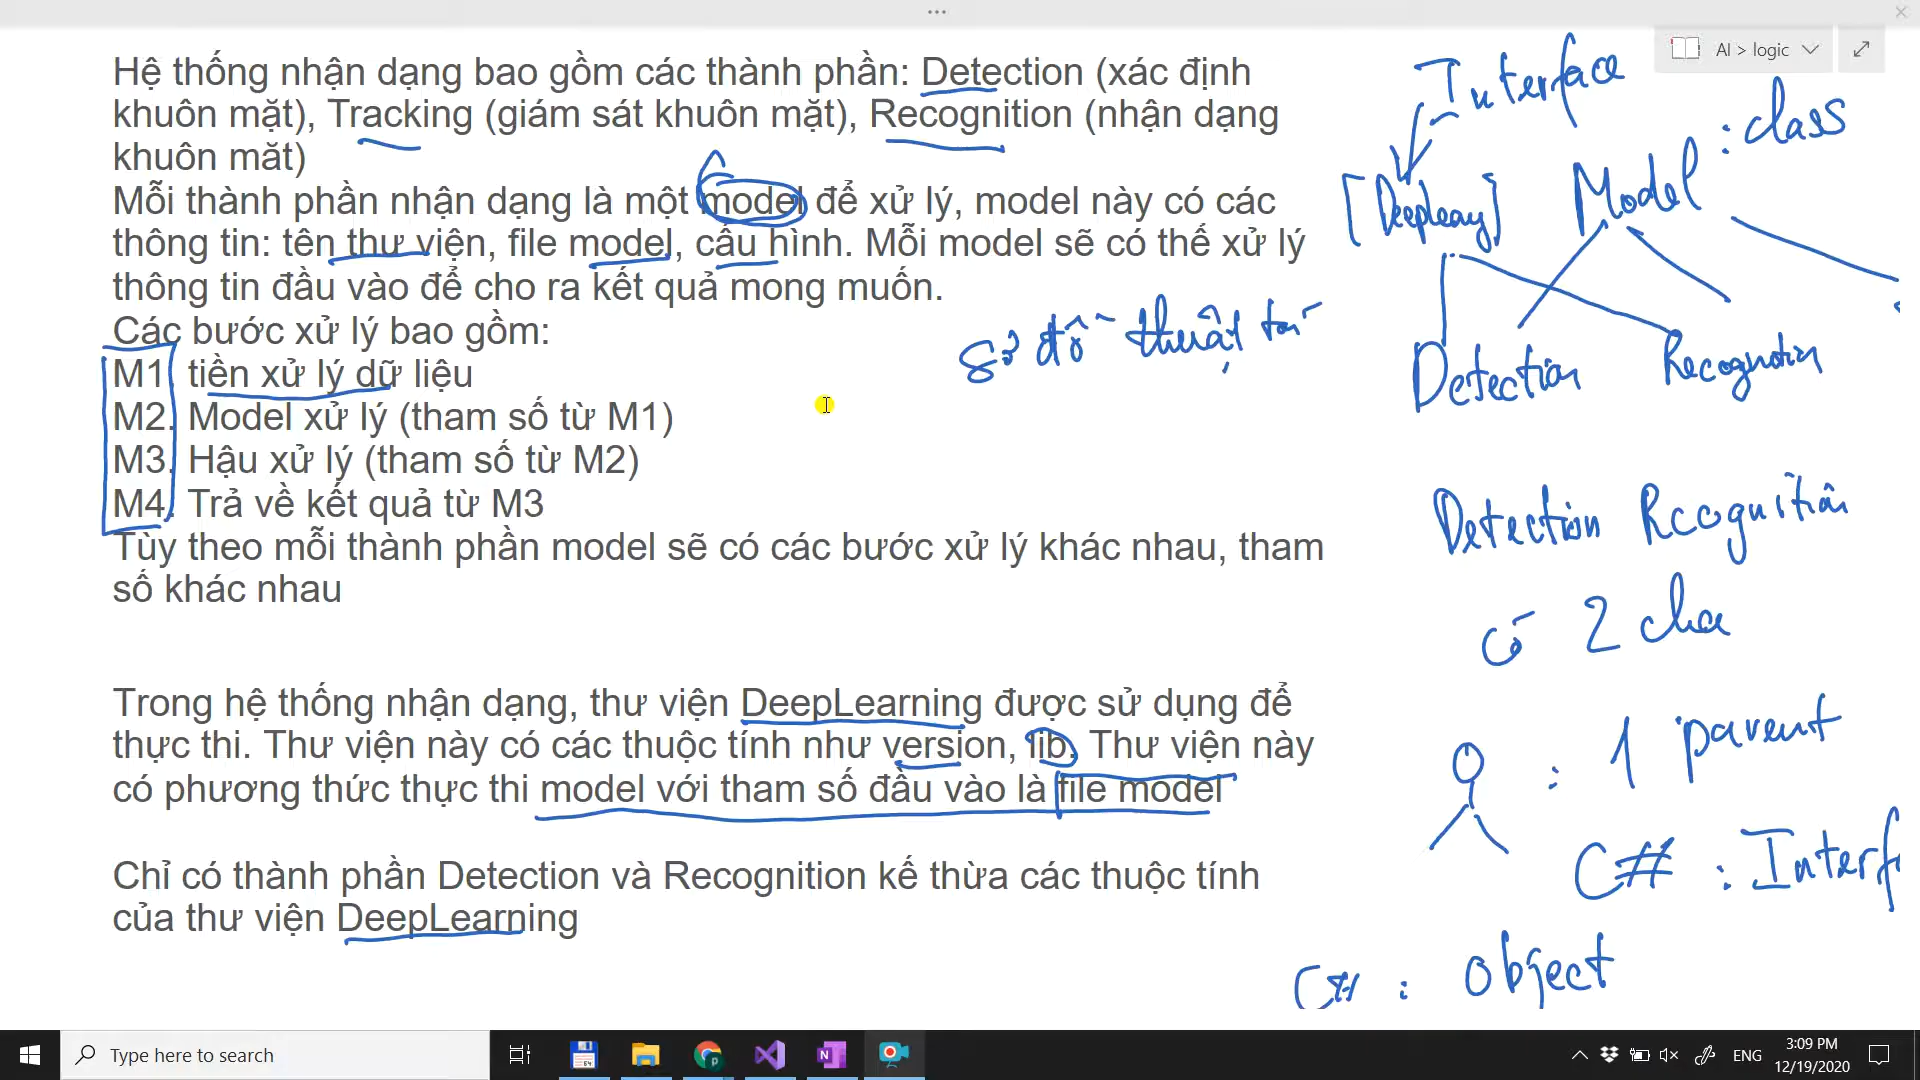 AI > logic
Hệ thống nhận dạng bao gồm các thành phần: Detection (xác định
khuôn mặt), Tracking (giám sát khuôn mặt), Recognition (nhận dạng
khuôn măt)
Mỗi thành phần nhận dạng là một model để xử lý, model này có các
thông tin: tên thư viện, file model, cấu hình. Mỗi model sẽ có thể xử lý
thông tin đầu vào để cho ra kết quả mong muốn.
Các bước xử lý bao gồm:
M1. tiền xử lý dữ liệu
M2. Model xử lý (tham số từ M1)
M3. Hậu xử lý (tham số từ M2)
M4. Trả về kết quả từ M3
Tùy theo mỗi thành phần model sẽ có các bước xử lý khác nhau, tham
số khác nhau
Trong hệ thống nhận dạng, thư viện DeepLearning được sử dụng để
thực thi. Thư viện này có các thuộc tính như version, lib. Thư viện này
có phương thức thực thi model với tham số đầu vào là file model
Chỉ có thành phần Detection và Recognition kế thừa các thuộc tính
của thư viện DeepLearning
Interface
Model : class
thuật
Detection Recognition
Detection Recognition
có 2 cha
: 1 parent
C# : Interf
C# : object
Type here to search
ENG
3:09 PM
12/19/2020